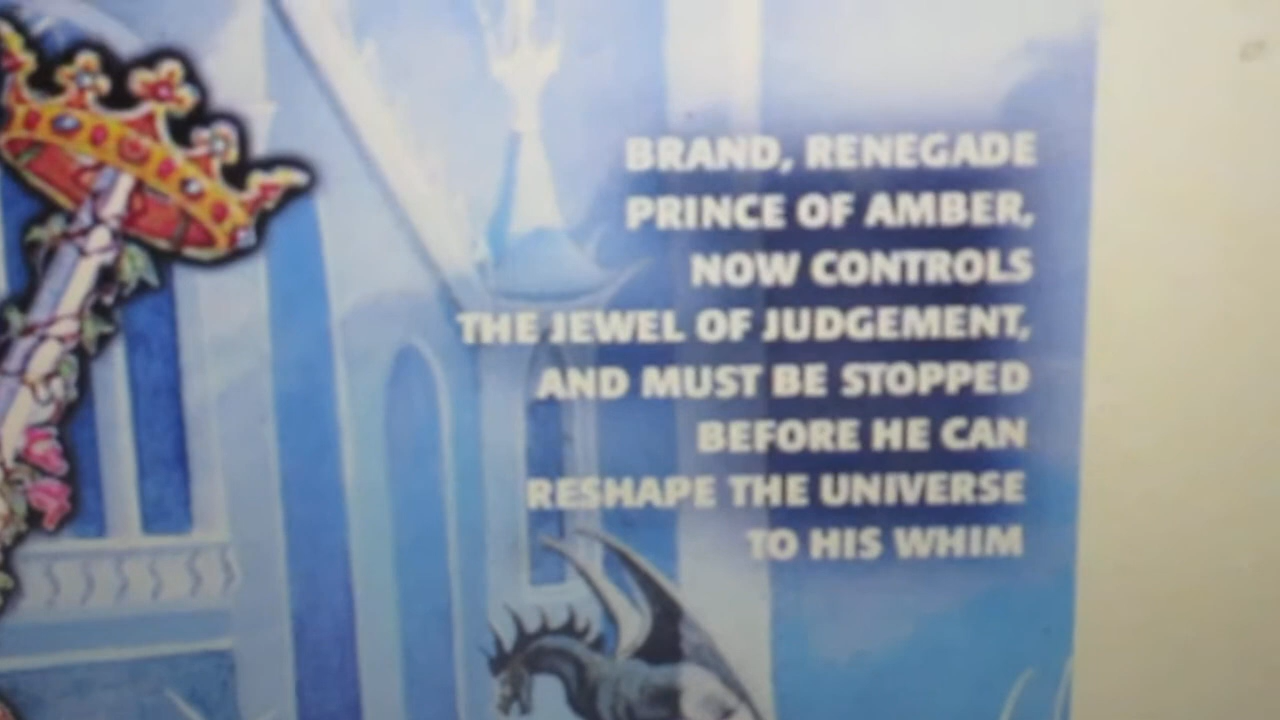 BRAND, RENEGADE
PRINCE OF AMBER,
NOW CONTROLS
THE JEWEL OF JUDGEMENT,
AND MUST BE STOPPED
BEFORE HE CAN
RESHAPE THE UNIVERSE
TO HIS WHIM